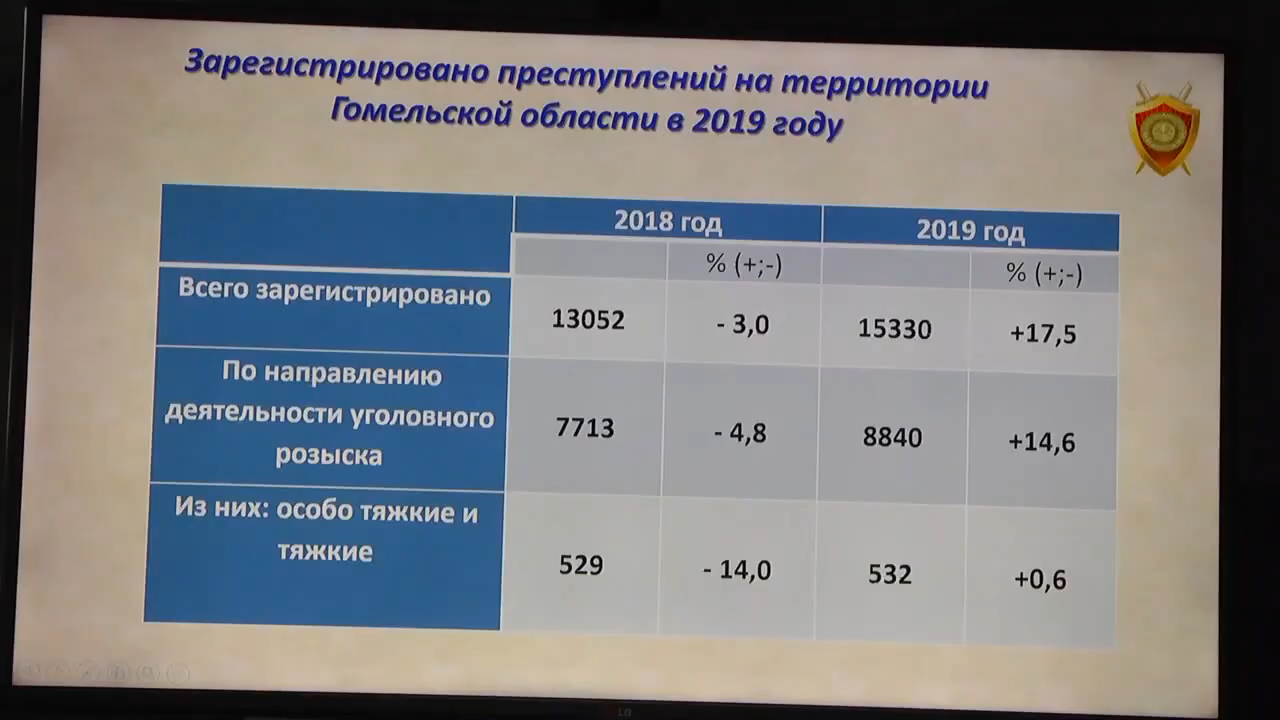 Зарегистрировано преступлений на территории
Гомельской области в 2019 году
2018 год
2019 год
% (+;-)
% (+;-)
Всего зарегистрировано
13052
- 3,0
15330
+17,5
По направлению
деятельности уголовного
розыска
7713
- 4,8
8840
+14,6
Из них: особо тяжкие и
тяжкие
529
- 14,0
532
+0,6
LG